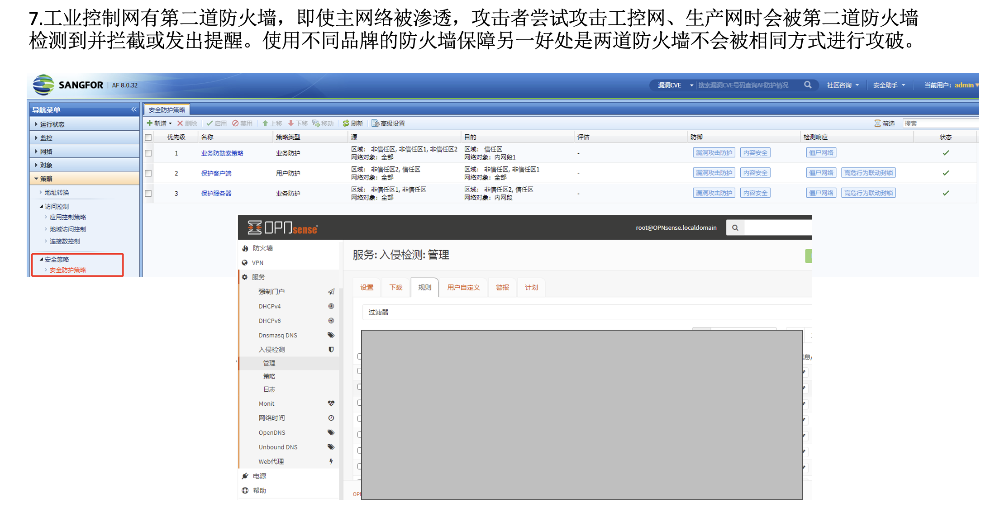 7.工业控制网有第二道防火墙，即使主网络被渗透，攻击者尝试攻击工控网、生产网时会被第二道防火墙
检测到并拦截或发出提醒。使用不同品牌的防火墙保障另一好处是两道防火墙不会被相同方式进行攻破。
SANGFOR | AF 8.0.32
漏洞CVE 搜索漏洞CVE号码查询AF防护情况 社区咨询 安全助手 当前用户：admin
导航菜单
安全防护策略
运行状态
新增 删除 启用 禁用 上移 下移 移动 刷新 高级设置 筛选 搜索
监控
优先级 名称 策略类型 源 目的 评估 防御 检测响应 状态
网络
1 业务防勒索策略 业务防护 区域： 非信任区, 非信任区1, 非信任区2 区域： 信任区 - 漏洞攻击防护 内容安全 僵尸网络
网络对象：全部 网络对象：内网段1
对象
2 保护客户端 用户防护 区域： 非信任区2, 信任区 区域： 非信任区, 非信任区1 - 漏洞攻击防护 内容安全 僵尸网络 高危行为联动封锁
网络对象：全部 网络对象：全部
策略
3 保护服务器 业务防护 区域： 非信任区1, 非信任区 区域： 非信任区2, 信任区 - 漏洞攻击防护 内容安全 僵尸网络 高危行为联动封锁
网络对象：全部 网络对象：内网段
地址转换
访问控制
应用控制策略
地域访问控制
连接数控制
安全策略
安全防护策略
OPNsense
root@OPNsense.localdomain
防火墙
VPN
服务
强制门户
DHCPv4
DHCPv6
Dnsmasq DNS
入侵检测
管理
策略
日志
Monit
网络时间
OpenDNS
Unbound DNS
Web代理
电源
帮助
服务: 入侵检测: 管理
设置 下载 规则 用户自定义 警报 计划
过滤器
息/
OPN